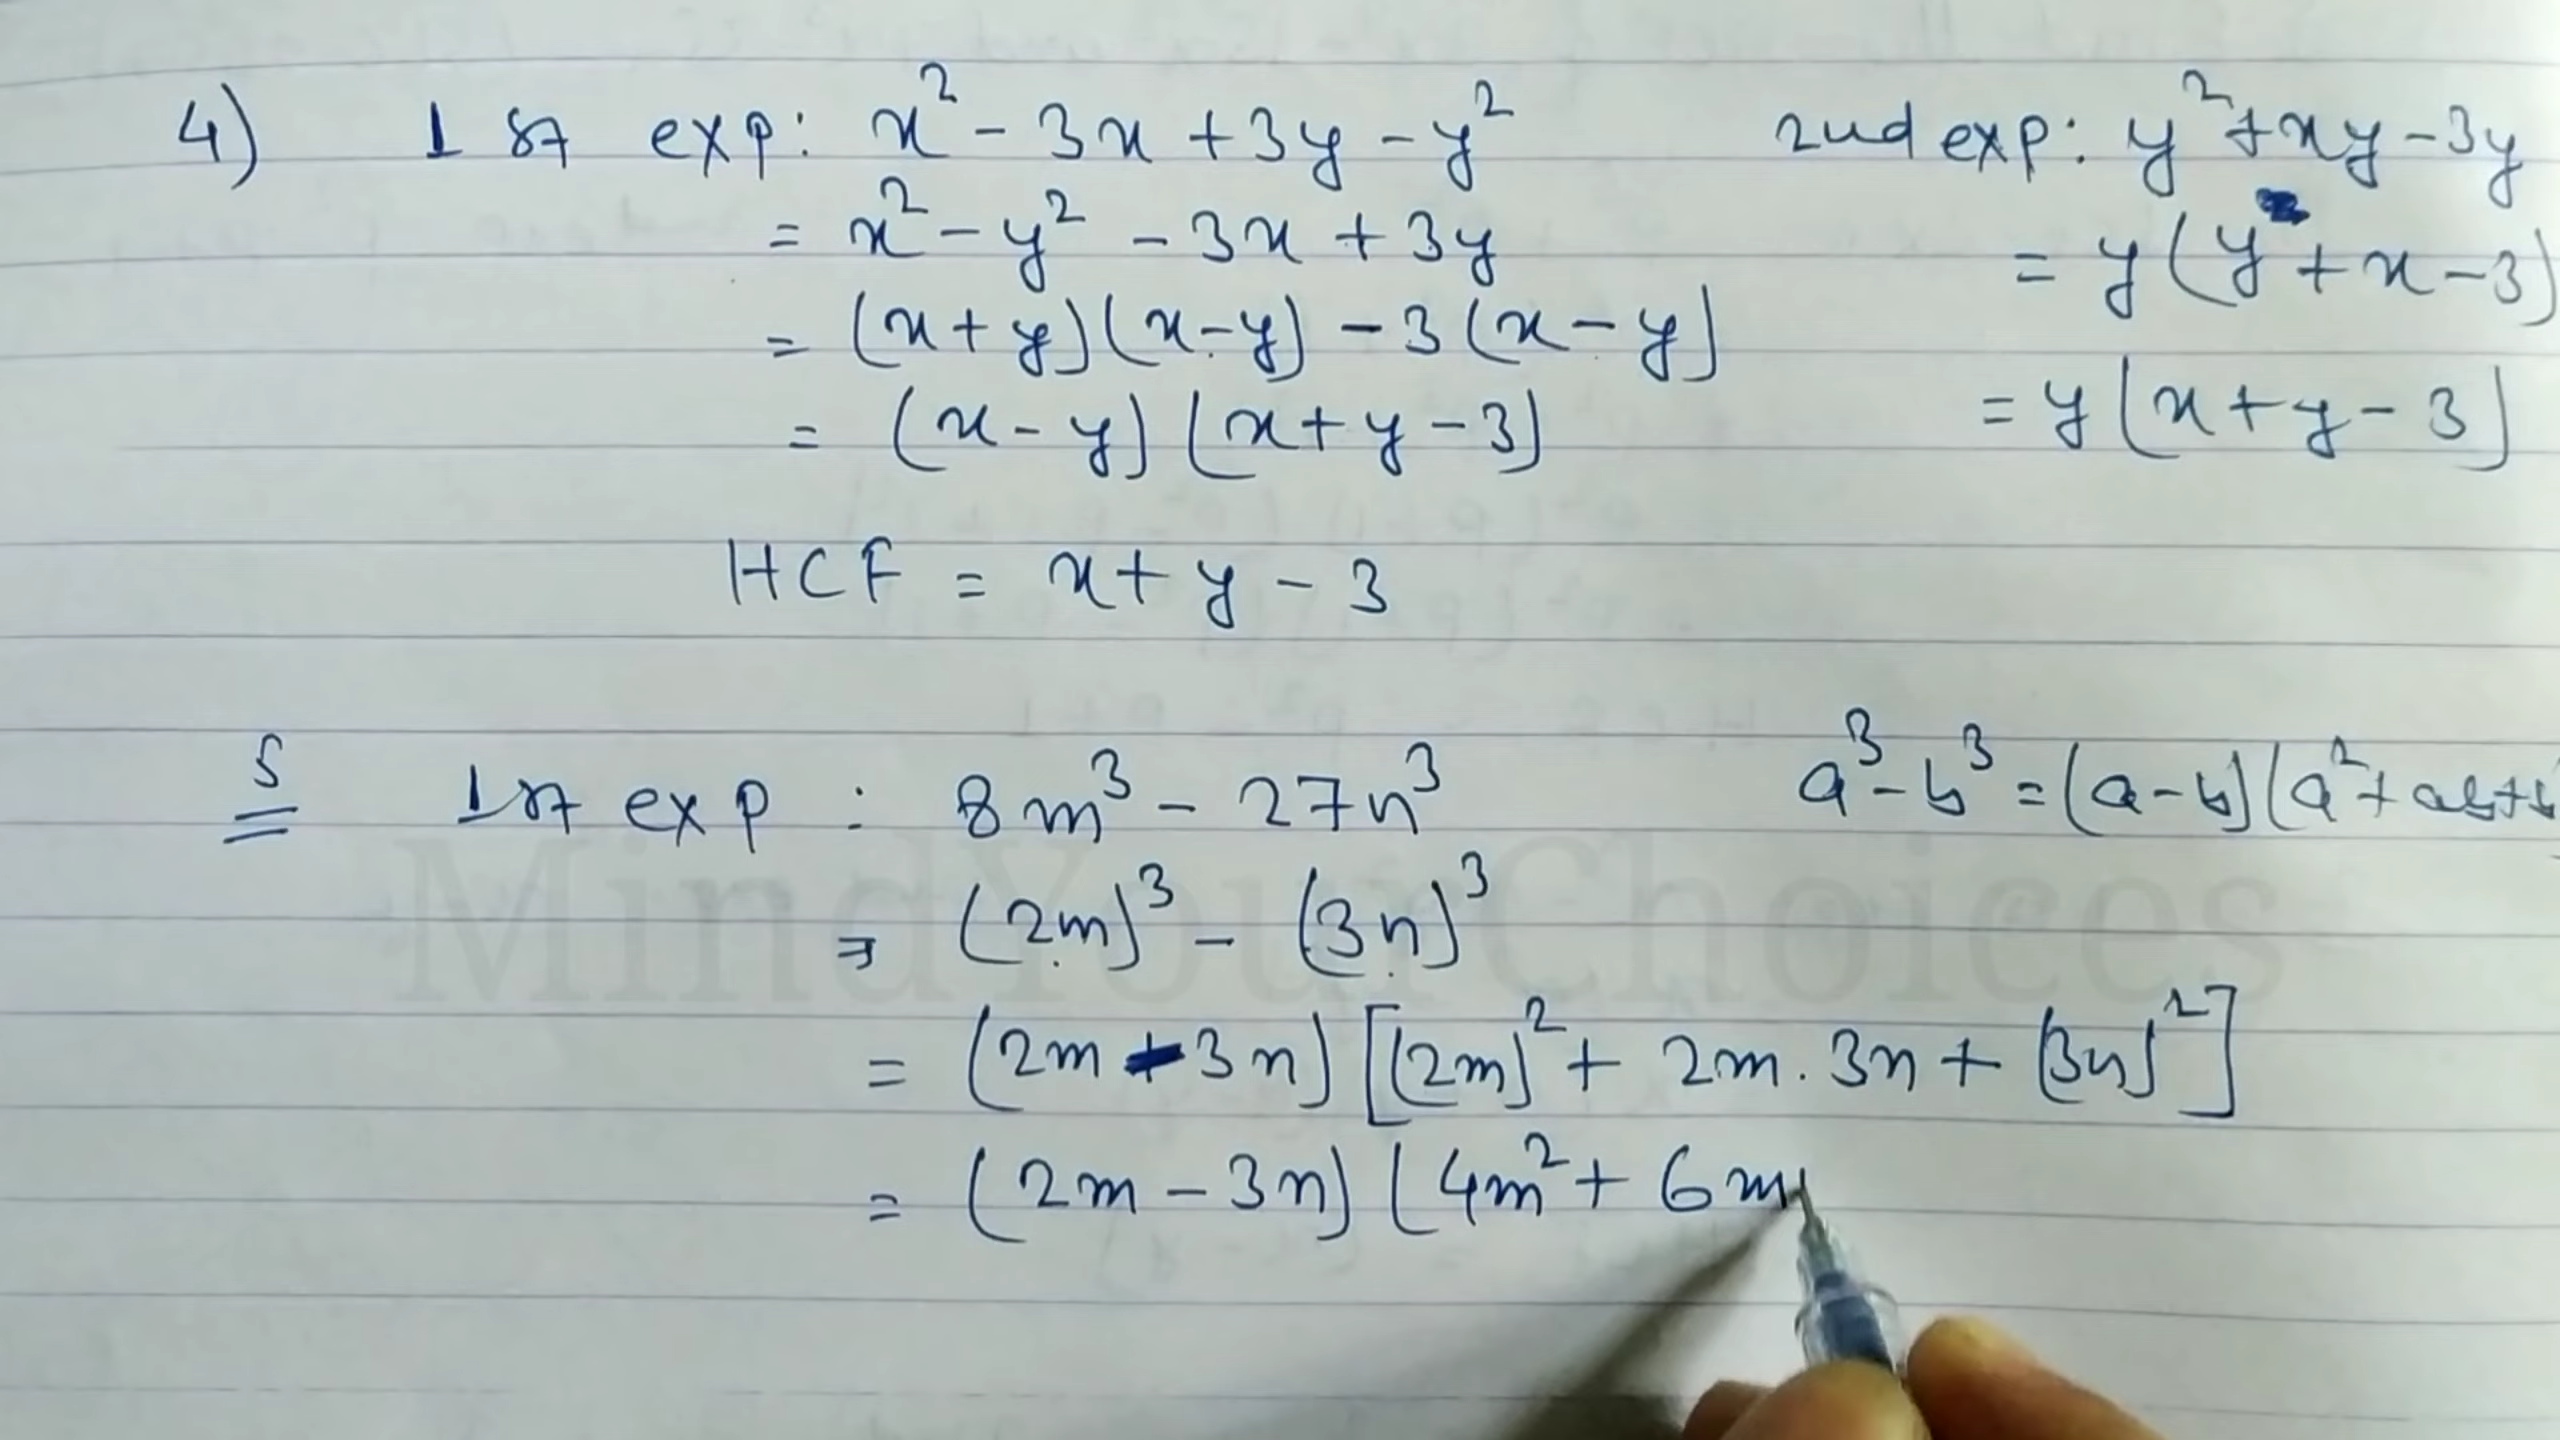 4) 1st exp: x² - 3x + 3y - y²
= x² - y² - 3x + 3y
= (x + y)(x - y) - 3(x - y)
= (x - y)(x + y - 3)
2nd exp: y² + xy - 3y
= y(y + x - 3)
= y(x + y - 3)
HCF = x + y - 3
5 1st exp : 8m³ - 27n³
a³ - b³ = (a - b)(a² + ab + b
= (2m)³ - (3n)³
= (2m - 3n)[(2m)² + 2m . 3n + (3n)²]
= (2m - 3n)(4m² + 6m
MindYourChoices